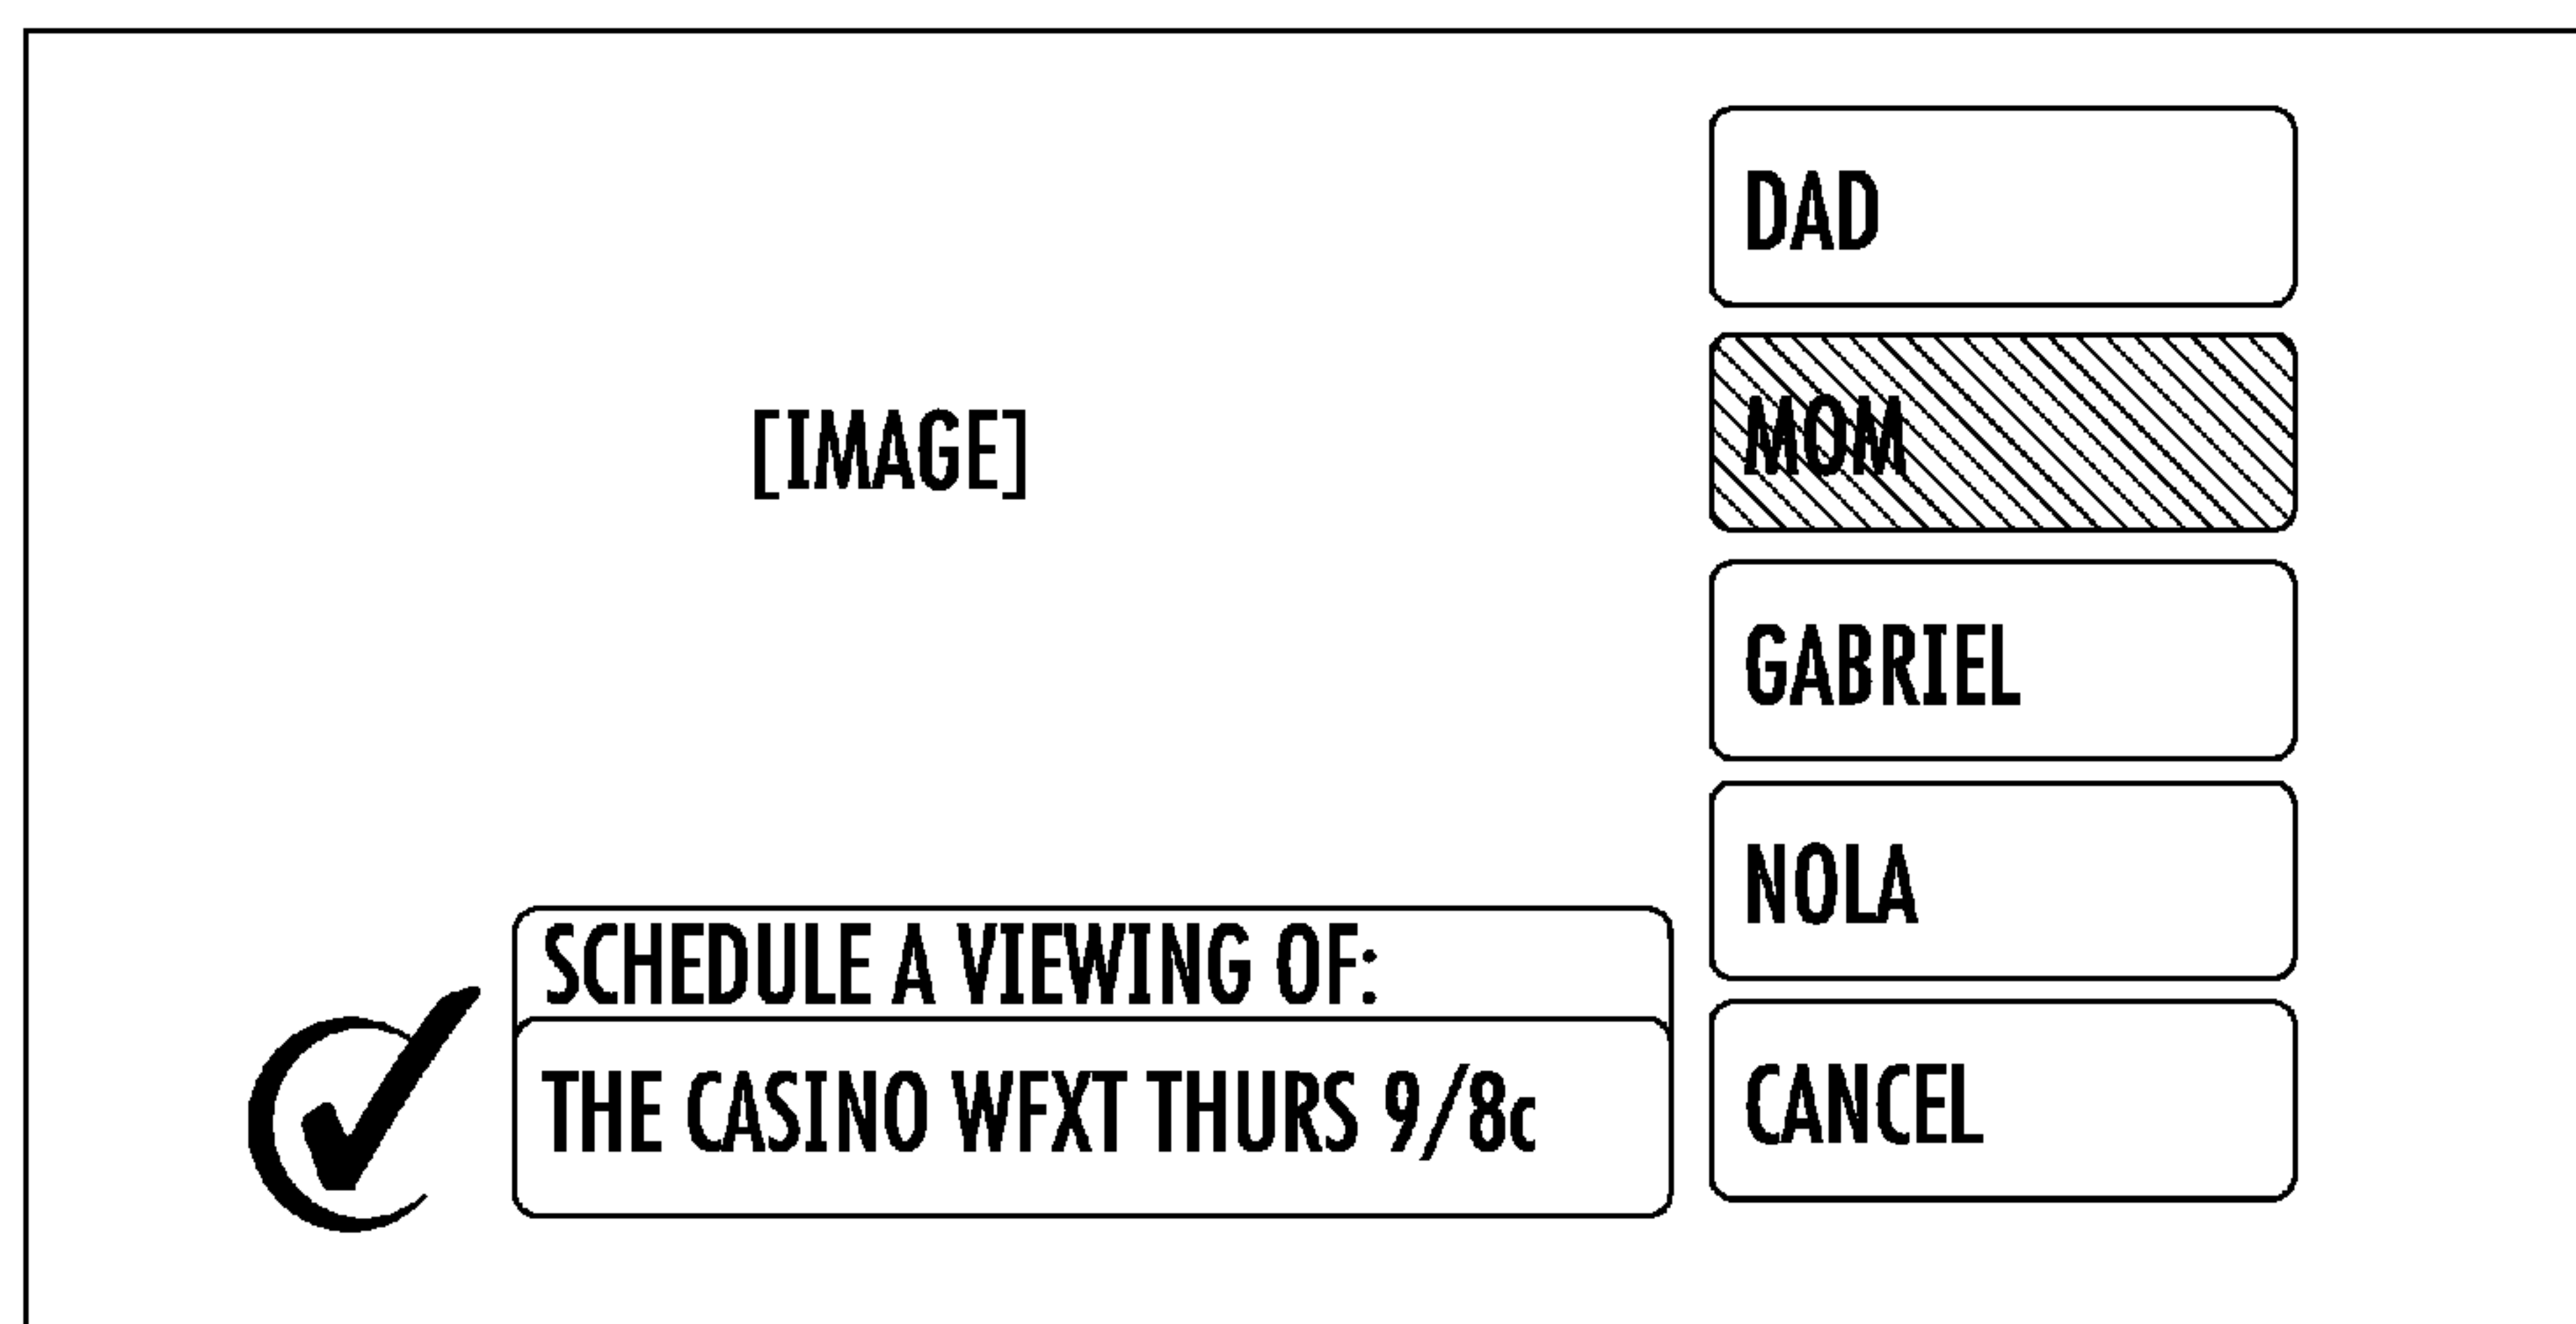 [IMAGE]
SCHEDULE A VIEWING OF:
THE CASINO WFXT THURS 9/8c
DAD
MOM
GABRIEL
NOLA
CANCEL